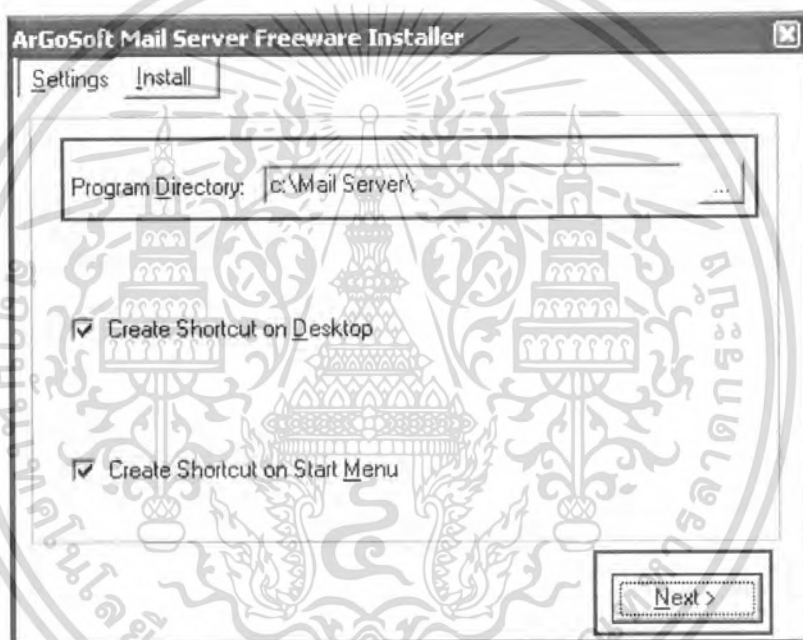 ArGoSoft Mail Server Freeware Installer
Settings Install
Program Directory: c:\Mail Server\ ...
Create Shortcut on Desktop
Create Shortcut on Start Menu
Next >